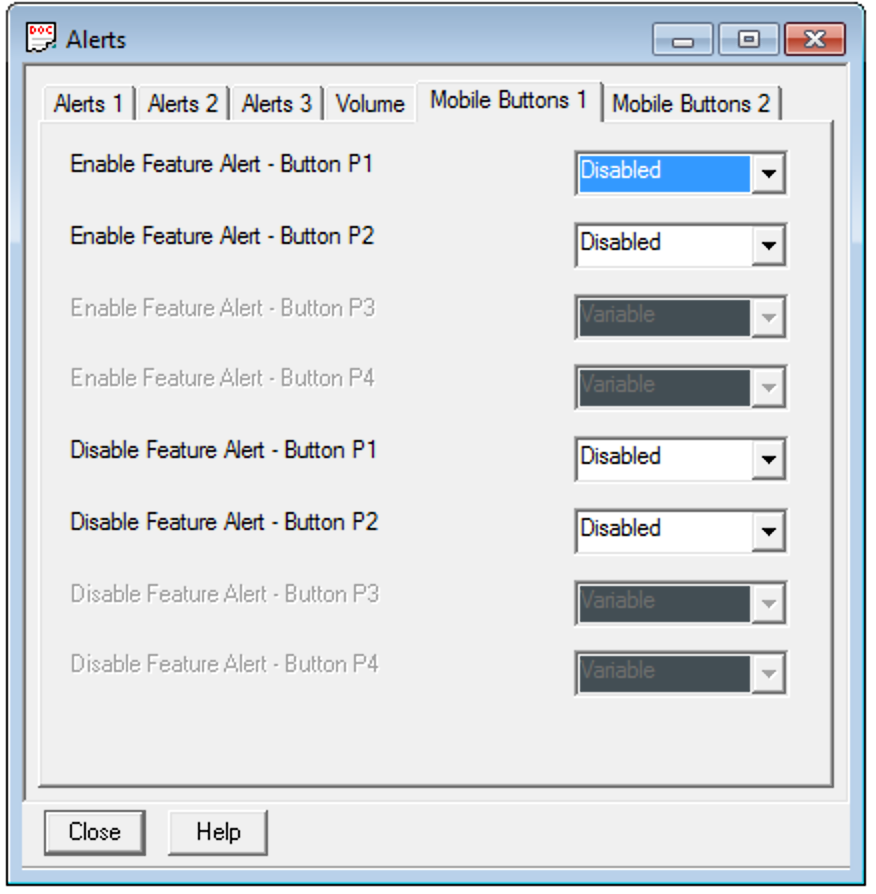 DOC
Alerts
Alerts 1 Alerts 2 Alerts 3 Volume Mobile Buttons 1 Mobile Buttons 2
Enable Feature Alert - Button P1 Disabled
Enable Feature Alert - Button P2 Disabled
Enable Feature Alert - Button P3 Variable
Enable Feature Alert - Button P4 Variable
Disable Feature Alert - Button P1 Disabled
Disable Feature Alert - Button P2 Disabled
Disable Feature Alert - Button P3 Variable
Disable Feature Alert - Button P4 Variable
Close Help